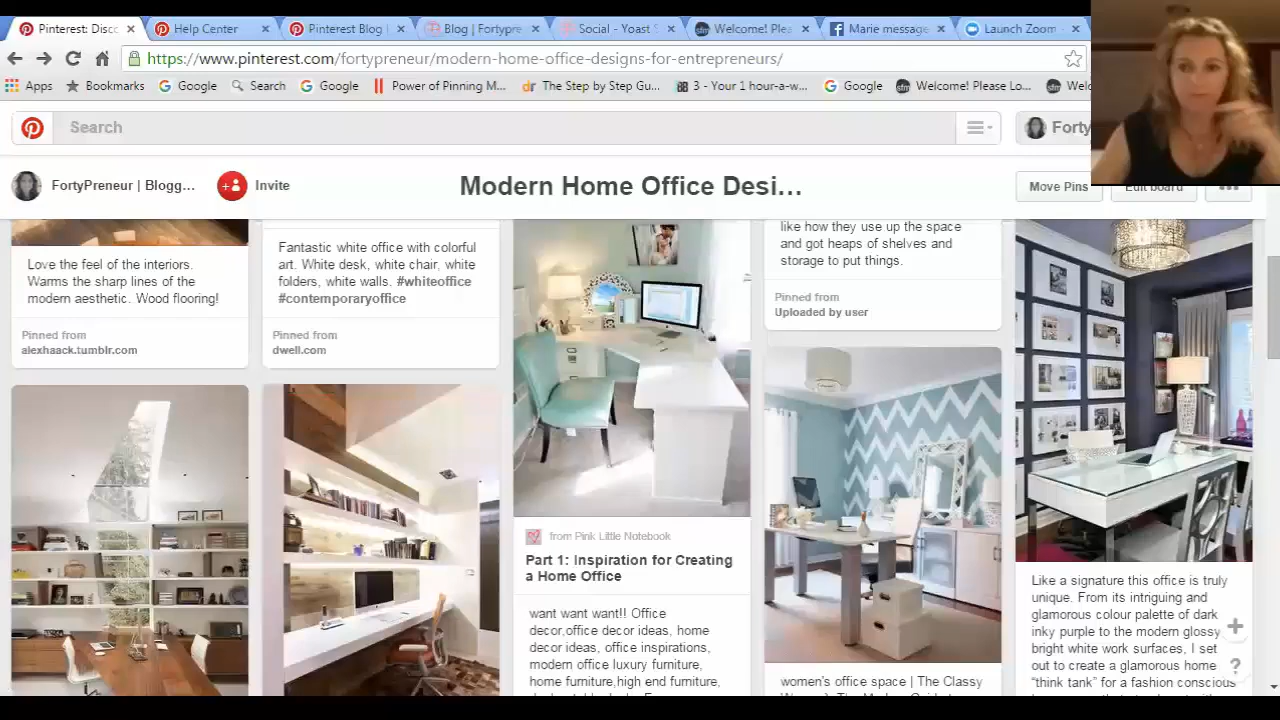 Pinterest: Disc
Help Center
Pinterest Blog
Blog | Fortypre
Social - Yoast
Welcome! Plea
Marie message
Launch Zoom
https://www.pinterest.com/fortypreneur/modern-home-office-designs-for-entrepreneurs/
Apps
Bookmarks
Google
Search
Google
Power of Pinning M...
The Step by Step Gu...
3 - Your 1 hour-a-w...
Google
Welcome! Please Lo...
Welc
Search
Forty
FortyPreneur | Blogg...
Invite
Modern Home Office Desi...
Move Pins
Edit board
Love the feel of the interiors.
Warms the sharp lines of the
modern aesthetic. Wood flooring!
Pinned from
alexhaack.tumblr.com
Fantastic white office with colorful
art. White desk, white chair, white
folders, white walls. #whiteoffice
#contemporaryoffice
Pinned from
dwell.com
from Pink Little Notebook
Part 1: Inspiration for Creating
a Home Office
want want want!! Office
decor,office decor ideas, home
decor ideas, office inspirations,
modern office luxury furniture,
home furniture,high end furniture,
like how they use up the space
and got heaps of shelves and
storage to put things.
Pinned from
Uploaded by user
women's office space | The Classy
Like a signature this office is truly
unique. From its intriguing and
glamorous colour palette of dark
inky purple to the modern glossy
bright white work surfaces, I set
out to create a glamorous home
"think tank" for a fashion conscious